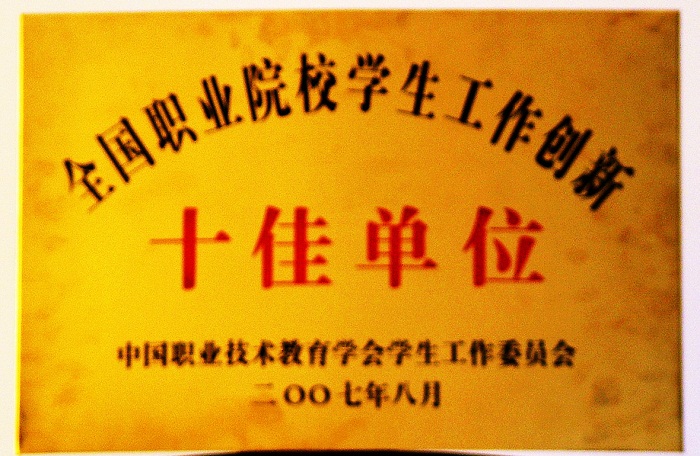 全国职业院校学生工作创新
十佳单位
中国职业技术教育学会学生工作委员会
二〇〇七年八月